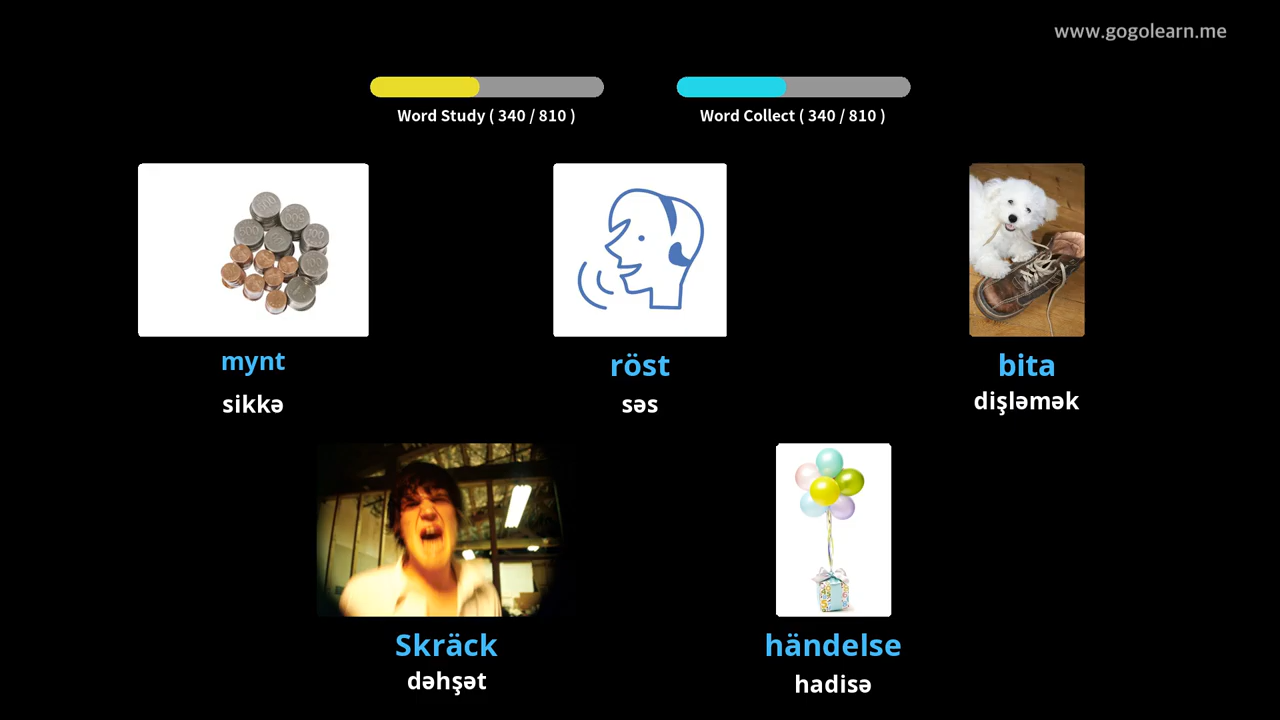 www.gogolearn.me
Word Study ( 340 / 810 )
Word Collect ( 340 / 810 )
mynt
sikkə
röst
səs
bita
dişləmək
Skräck
dəhşət
händelse
hadisə